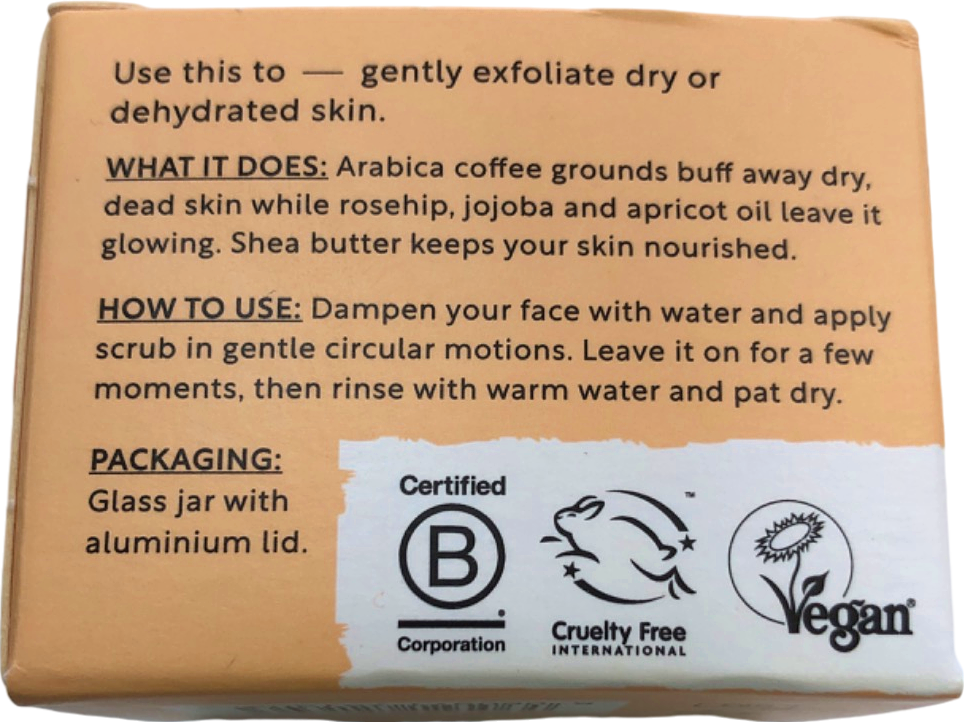 Use this to — gently exfoliate dry or
dehydrated skin.
WHAT IT DOES: Arabica coffee grounds buff away dry,
dead skin while rosehip, jojoba and apricot oil leave it
glowing. Shea butter keeps your skin nourished.
HOW TO USE: Dampen your face with water and apply
scrub in gentle circular motions. Leave it on for a few
moments, then rinse with warm water and pat dry.
PACKAGING:
Glass jar with
aluminium lid.
Certified
B
Corporation
™
Cruelty Free
INTERNATIONAL
Vegan®